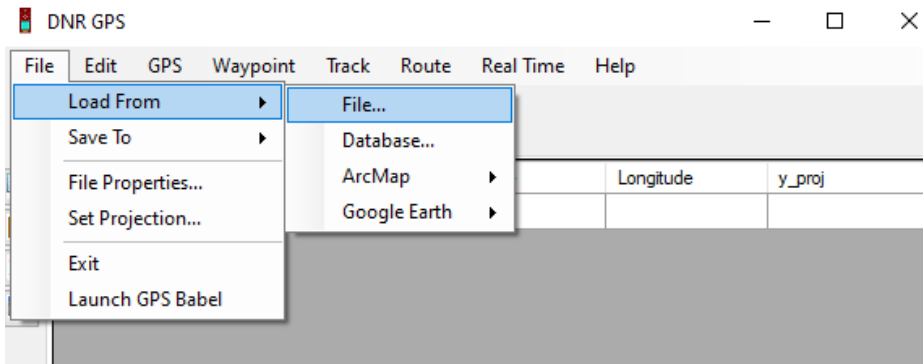 DNR GPS
File Edit GPS Waypoint Track Route Real Time Help
Load From
File...
Save To
Database...
File Properties...
ArcMap
Longitude y_proj
Set Projection...
Google Earth
Exit
Launch GPS Babel